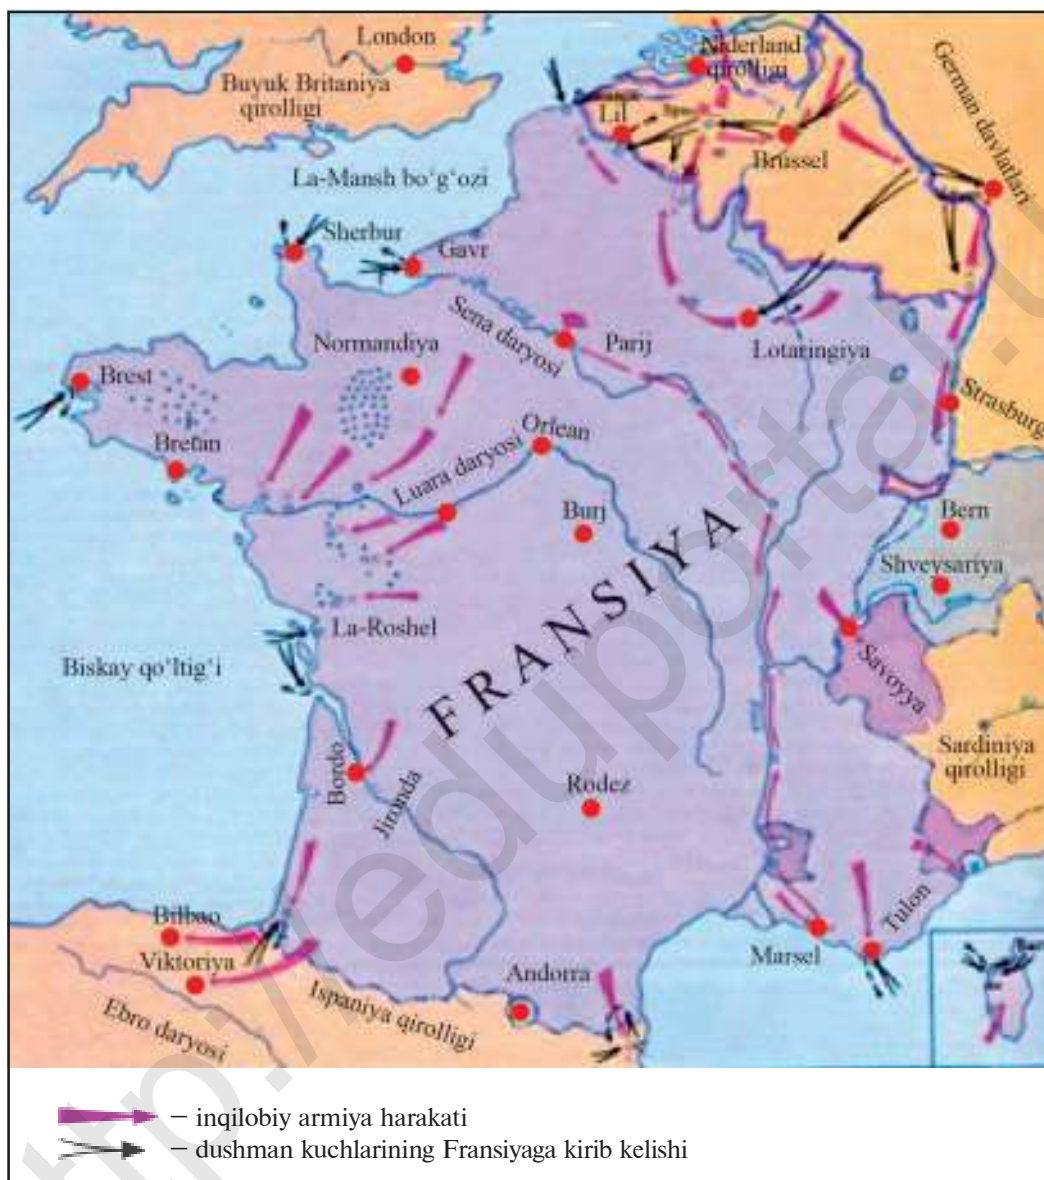 London
Buyuk Britaniya
qirolligi
Niderland
qirolligi
German davlatlari
Lil
Brussel
La-Mansh bo‘g‘ozi
Sherbur
Gavr
Sena daryosi
Normandiya
Parij
Lotaringiya
Brest
Bretan
Strasburg
Orlean
Luara daryosi
Burj
Bern
Shveysariya
FRANSIYA
La-Roshel
Biskay qo‘ltig‘i
Savoyya
Sardiniya
qirolligi
Bordo
Jironda
Rodez
Bilbao
Viktoriya
Tulon
Marsel
Andorra
Ispaniya qirolligi
Ebro daryosi
– inqilobiy armiya harakati
– dushman kuchlarining Fransiyaga kirib kelishi